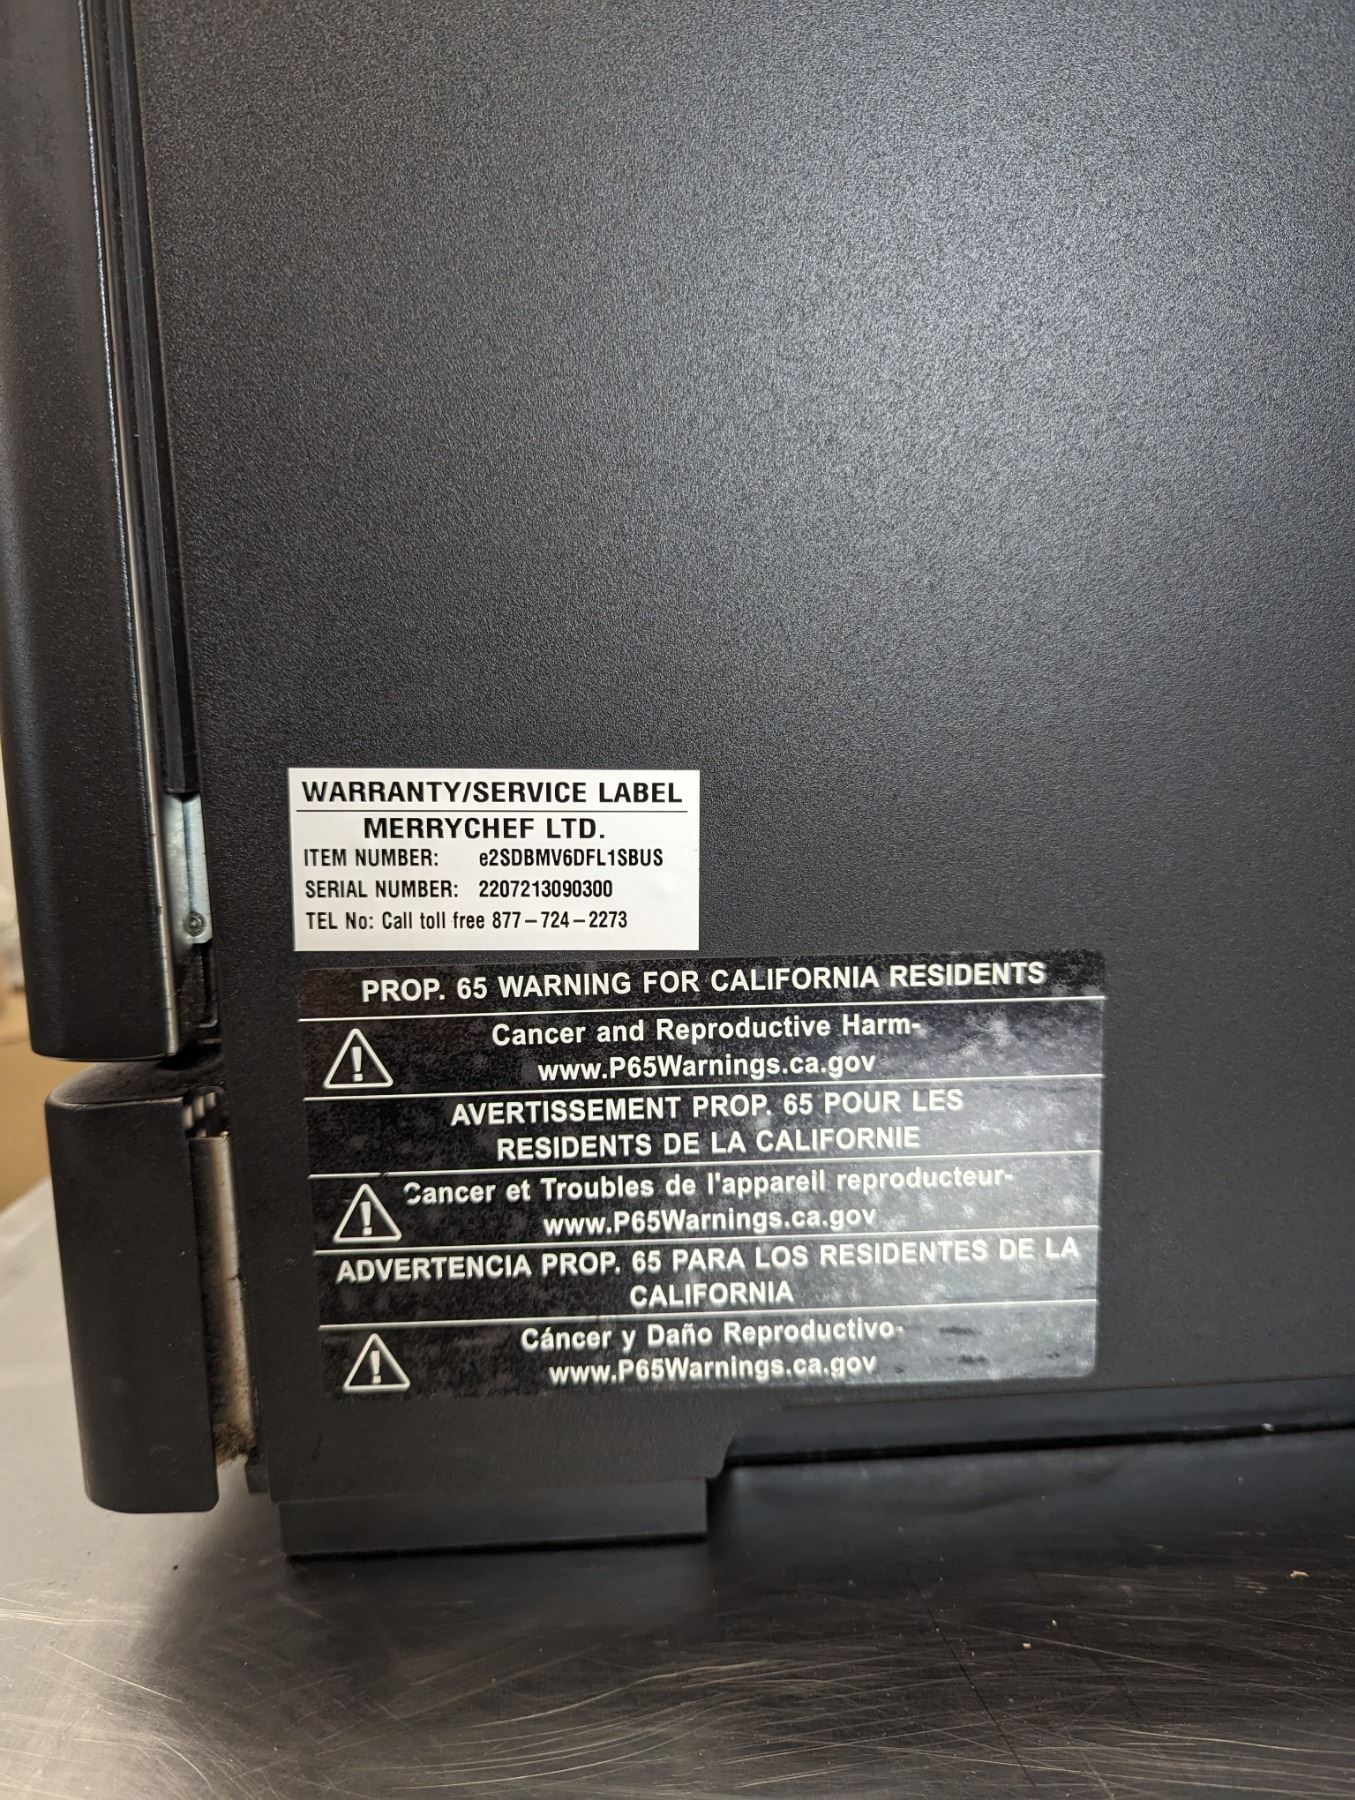 WARRANTY/SERVICE LABEL
MERRYCHEF LTD.
ITEM NUMBER: e2SDBMV6DFL1SBUS
SERIAL NUMBER: 2207213090300
TEL No: Call toll free 877-724-2273
PROP. 65 WARNING FOR CALIFORNIA RESIDENTS
Cancer and Reproductive Harm-
www.P65Warnings.ca.gov
AVERTISSEMENT PROP. 65 POUR LES
RESIDENTS DE LA CALIFORNIE
Cancer et Troubles de l'appareil reproducteur-
www.P65Warnings.ca.gov
ADVERTENCIA PROP. 65 PARA LOS RESIDENTES DE LA
CALIFORNIA
Cáncer y Daño Reproductivo-
www.P65Warnings.ca.gov